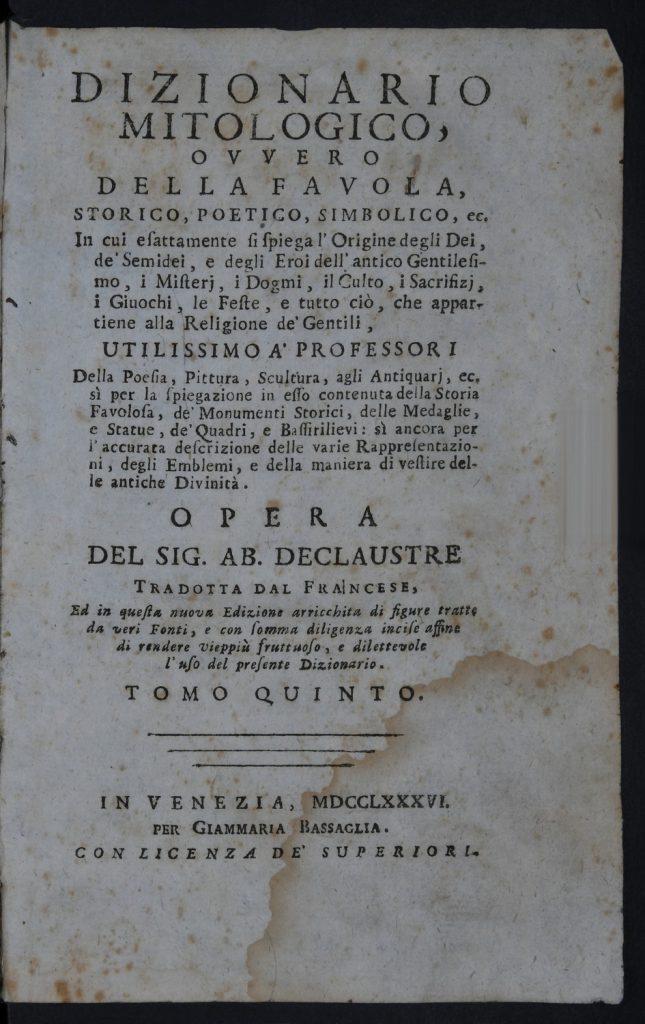 DIZIONARIO
MITOLOGICO,
OVVERO
DELLA FAVOLA,
STORICO, POETICO, SIMBOLICO, ec.
In cui eſattamente ſi ſpiega l'Origine degli Dei,
de' Semidei, e degli Eroi dell'antico Gentileſi-
mo, i Miſterj, i Dogmi, il Culto, i Sacrifizj,
i Giuochi, le Feſte, e tutto ciò, che appar-
tiene alla Religione de' Gentili,
UTILISSIMO A' PROFESSORI
Della Poeſia, Pittura, Scultura, agli Antiquarj, ec.
sì per la ſpiegazione in eſſo contenuta della Storia
Favoloſa, de' Monumenti Storici, delle Medaglie,
e Statue, de' Quadri, e Baſſirilievi: sì ancora per
l'accurata deſcrizione delle varie Rappreſentazio-
ni, degli Emblemi, e della maniera di veſtire del-
le antiche Divinità.
OPERA
DEL SIG. AB. DECLAUSTRE
TRADOTTA DAL FRANCESE,
Ed in queſta nuova Edizione arricchita di figure tratte
da veri Fonti, e con ſomma diligenza inciſe affine
di rendere vieppiù fruttuoſo, e dilettevole
l'uſo del preſente Dizionario.
TOMO QUINTO.
IN VENEZIA, MDCCLXXXVI.
PER GIAMMARIA BASSAGLIA.
CON LICENZA DE' SUPERIORI.